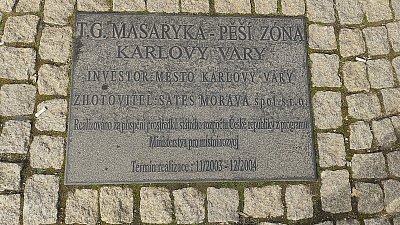 T.G. MASARYKA - PĚŠÍ ZÓNA
KARLOVY VARY
INVESTOR: MĚSTO KARLOVY VARY
ZHOTOVITEL: SATES MORAVA spol. s r.o.
Realizováno za přispění prostředků státního rozpočtu České republiky z programu
Ministerstva pro místní rozvoj
Termín realizace : 11/2003 - 12/2004